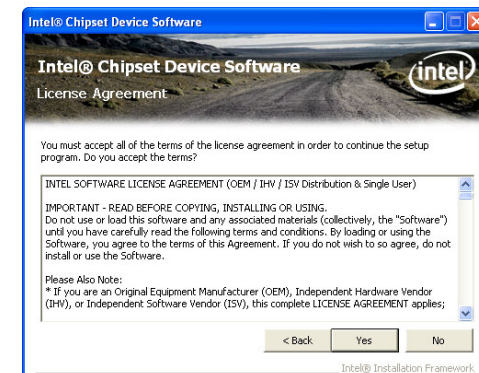 Intel® Chipset Device Software
Intel® Chipset Device Software
intel®
License Agreement
You must accept all of the terms of the license agreement in order to continue the setup
program. Do you accept the terms?
INTEL SOFTWARE LICENSE AGREEMENT (OEM / IHV / ISV Distribution & Single User)
IMPORTANT - READ BEFORE COPYING, INSTALLING OR USING.
Do not use or load this software and any associated materials (collectively, the "Software")
until you have carefully read the following terms and conditions. By loading or using the
Software, you agree to the terms of this Agreement. If you do not wish to so agree, do not
install or use the Software.
Please Also Note:
* If you are an Original Equipment Manufacturer (OEM), Independent Hardware Vendor
(IHV), or Independent Software Vendor (ISV), this complete LICENSE AGREEMENT applies;
< Back Yes No
Intel® Installation Framework